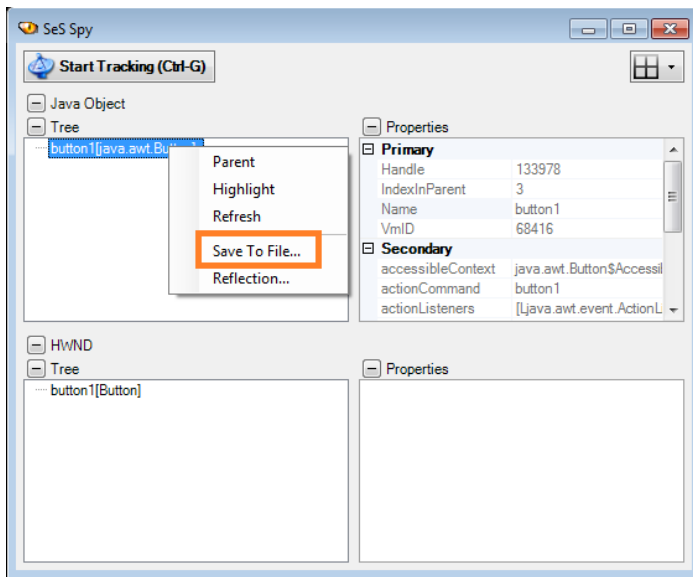 SeS Spy
Start Tracking (Ctrl-G)
Java Object
Tree
button1[java.awt.Bu
Parent
Highlight
Refresh
Save To File...
Reflection...
Properties
Primary
Handle 133978
IndexInParent 3
Name button1
VmID 68416
Secondary
accessibleContext java.awt.Button$Accessil
actionCommand button1
actionListeners [Ljava.awt.event.ActionL
HWND
Tree
button1[Button]
Properties